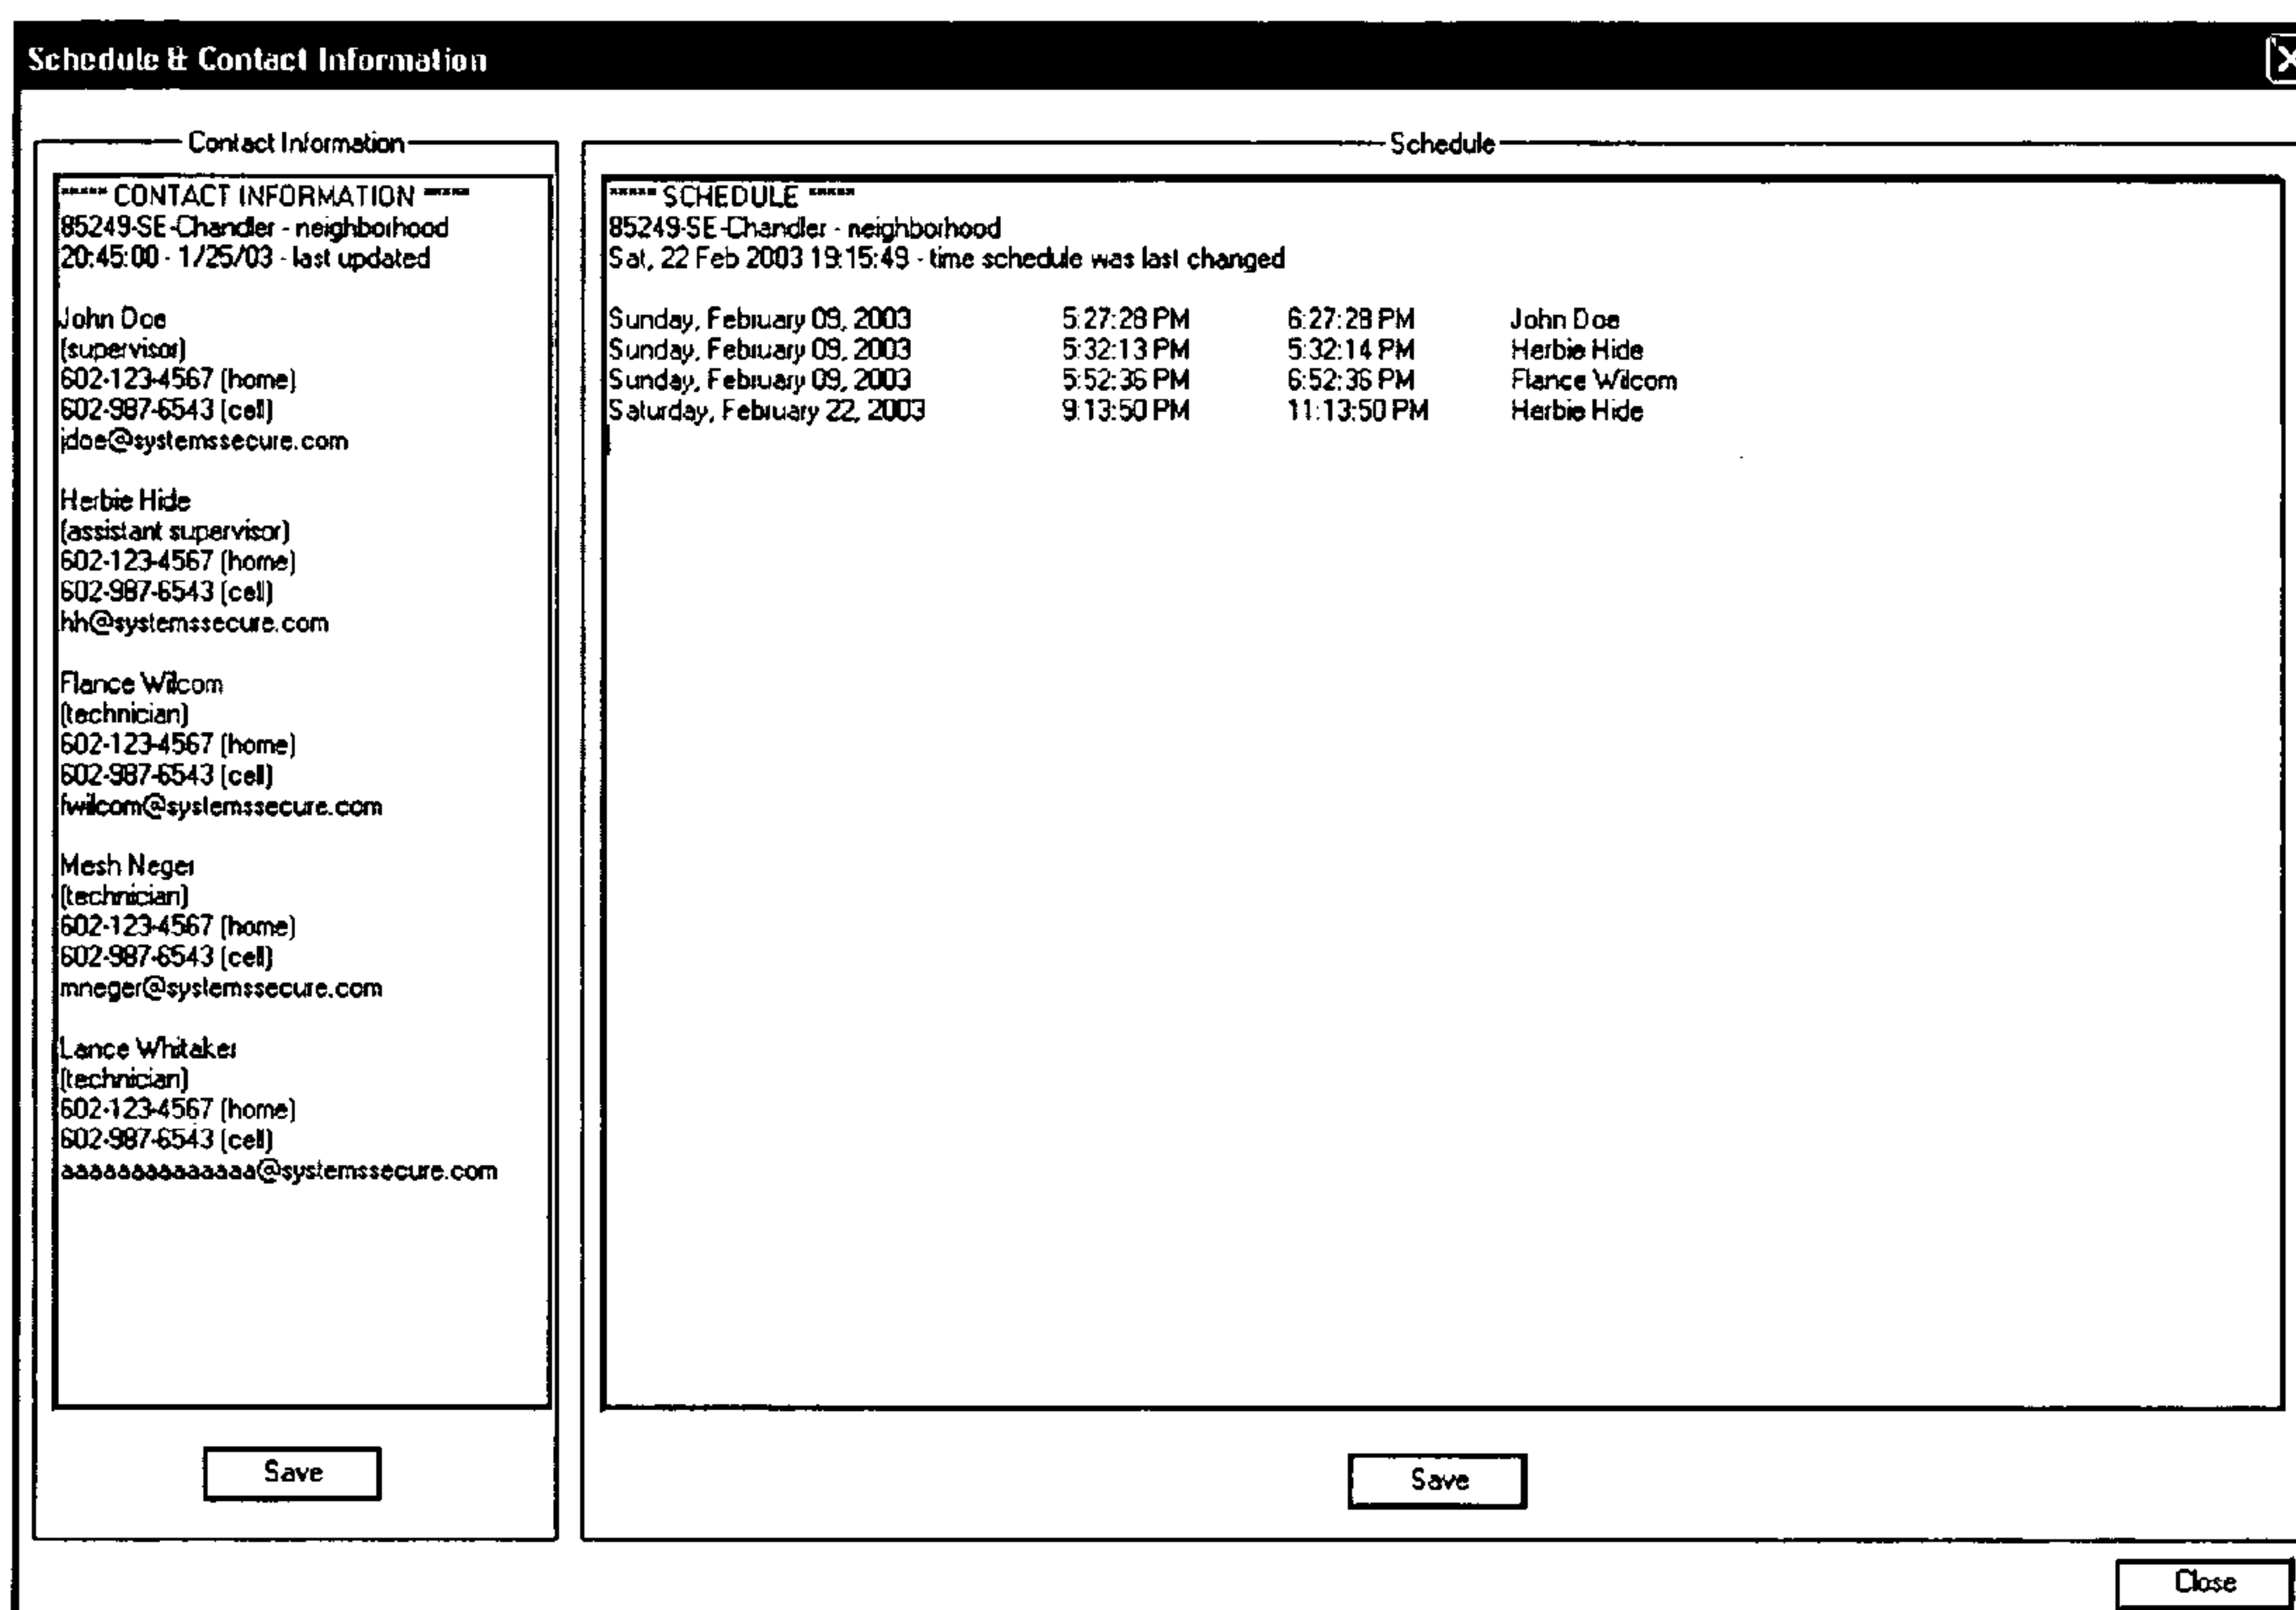 Schedule & Contact Information
Contact Information
***** CONTACT INFORMATION *****
85249-SE-Chandler - neighborhood
20:45:00 - 1/25/03 - last updated
John Doe
(supervisor)
602-123-4567 (home)
602-987-6543 (cell)
jdoe@systemssecure.com
Herbie Hide
(assistant supervisor)
602-123-4567 (home)
602-987-6543 (cell)
hh@systemssecure.com
Flance Wilcom
(technician)
602-123-4567 (home)
602-987-6543 (cell)
fwilcom@systemssecure.com
Mesh Neger
(technician)
602-123-4567 (home)
602-987-6543 (cell)
mneger@systemssecure.com
Lance Whitaker
(technician)
602-123-4567 (home)
602-987-6543 (cell)
aaaaaaaaaaaaaa@systemssecure.com
Save
Schedule
***** SCHEDULE *****
85249-SE-Chandler - neighborhood
Sat, 22 Feb 2003 19:15:49 - time schedule was last changed
Sunday, February 09, 2003 5:27:28 PM 6:27:28 PM John Doe
Sunday, February 09, 2003 5:32:13 PM 5:32:14 PM Herbie Hide
Sunday, February 09, 2003 5:52:36 PM 6:52:36 PM Flance Wilcom
Saturday, February 22, 2003 9:13:50 PM 11:13:50 PM Herbie Hide
Save
Close